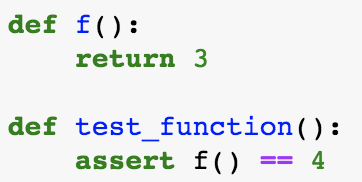 def f():
    return 3

def test_function():
    assert f() == 4